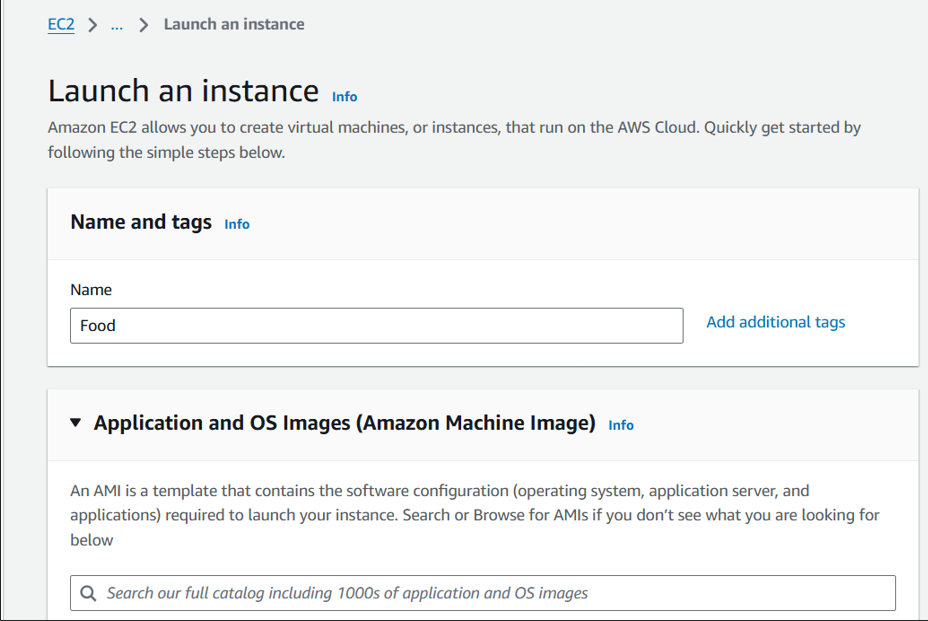 EC2 > ... > Launch an instance
Launch an instance Info
Amazon EC2 allows you to create virtual machines, or instances, that run on the AWS Cloud. Quickly get started by
following the simple steps below.
Name and tags Info
Name
Food
Add additional tags
Application and OS Images (Amazon Machine Image) Info
An AMI is a template that contains the software configuration (operating system, application server, and
applications) required to launch your instance. Search or Browse for AMIs if you don't see what you are looking for
below
Search our full catalog including 1000s of application and OS images